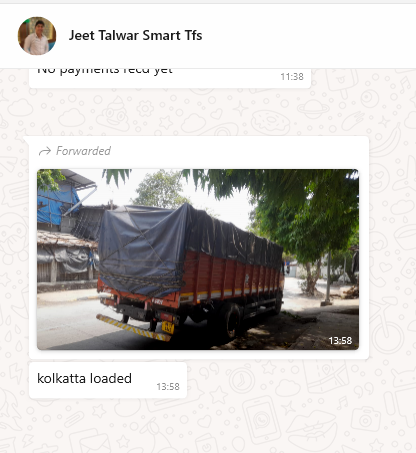 Jeet Talwar Smart Tfs
No payments recd yet
11:38
Forwarded
13:58
kolkatta loaded
13:58